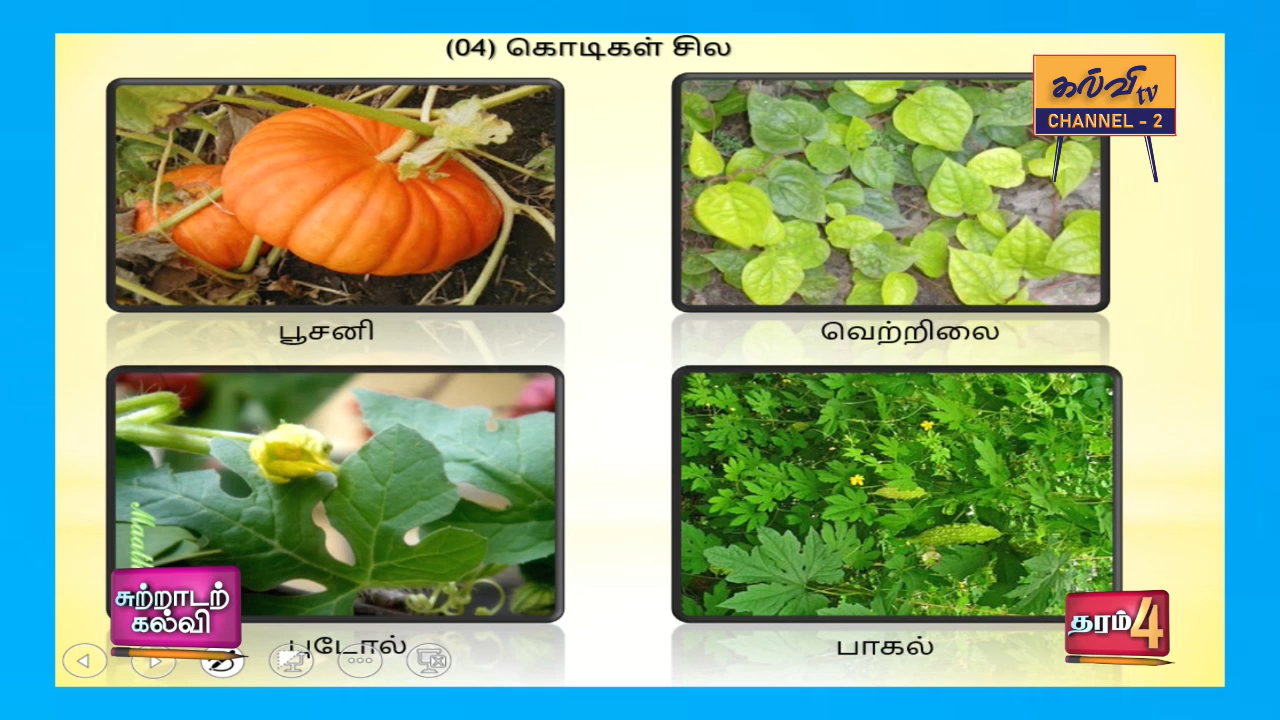 (04) கொடிகள் சில
கல்வி tv
CHANNEL - 2
பூசனி
வெற்றிலை
சுற்றாடற்
கல்வி
தரம் 4
புடோல்
பாகல்